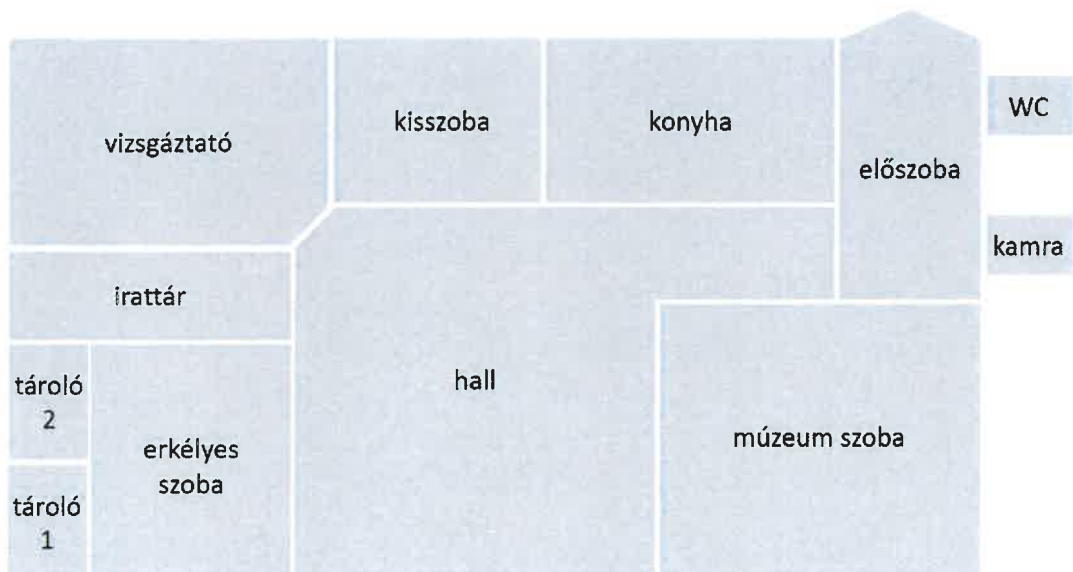 vizsgáztató
kisszoba
konyha
előszoba
WC
kamra
irattár
tároló
2
erkélyes
szoba
tároló
1
hall
múzeum szoba